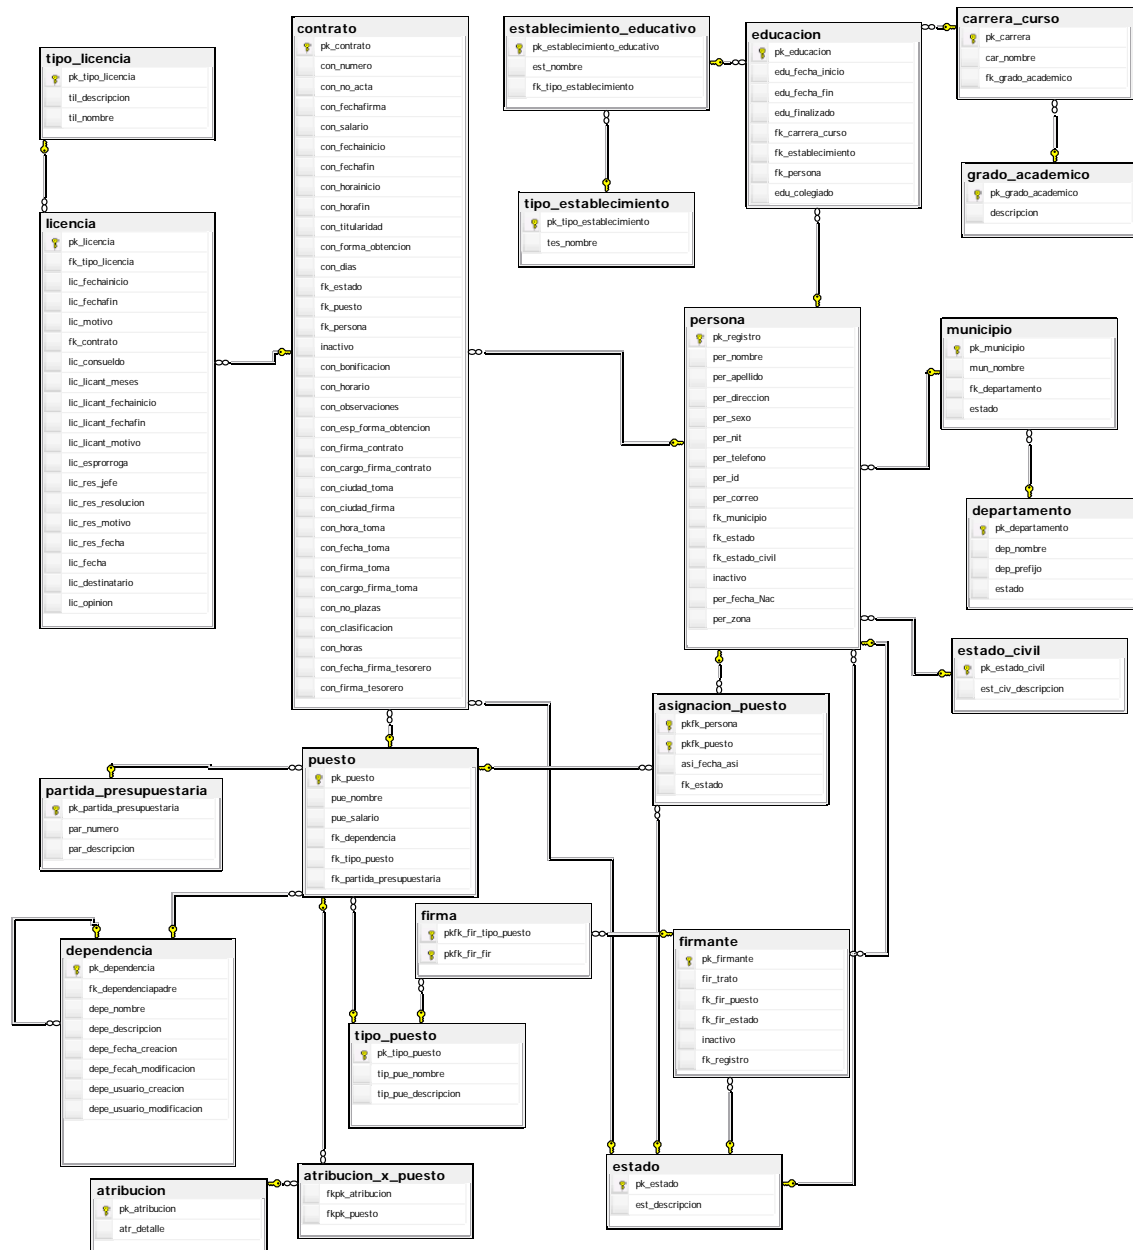 tipo_licencia
pk_tipo_licencia
til_descripcion
til_nombre
licencia
pk_licencia
fk_tipo_licencia
lic_fechainicio
lic_fechafin
lic_motivo
fk_contrato
lic_consueldo
lic_licant_meses
lic_licant_fechainicio
lic_licant_fechafin
lic_licant_motivo
lic_esprorroga
lic_res_jefe
lic_res_resolucion
lic_res_motivo
lic_res_fecha
lic_fecha
lic_destinatario
lic_opinion
contrato
pk_contrato
con_numero
con_no_acta
con_fechafirma
con_salario
con_fechainicio
con_fechafin
con_horainicio
con_horafin
con_titularidad
con_forma_obtencion
con_dias
fk_estado
fk_puesto
fk_persona
inactivo
con_bonificacion
con_horario
con_observaciones
con_esp_forma_obtencion
con_firma_contrato
con_cargo_firma_contrato
con_ciudad_toma
con_ciudad_firma
con_hora_toma
con_fecha_toma
con_firma_toma
con_cargo_firma_toma
con_no_plazas
con_clasificacion
con_horas
con_fecha_firma_tesorero
con_firma_tesorero
establecimiento_educativo
pk_establecimiento_educativo
est_nombre
fk_tipo_establecimiento
tipo_establecimiento
pk_tipo_establecimiento
tes_nombre
educacion
pk_educacion
edu_fecha_inicio
edu_fecha_fin
edu_finalizado
fk_carrera_curso
fk_establecimiento
fk_persona
edu_colegiado
carrera_curso
pk_carrera
car_nombre
fk_grado_academico
grado_academico
pk_grado_academico
descripcion
persona
pk_registro
per_nombre
per_apellido
per_direccion
per_sexo
per_nit
per_telefono
per_id
per_correo
fk_municipio
fk_estado
fk_estado_civil
inactivo
per_fecha_Nac
per_zona
municipio
pk_municipio
mun_nombre
fk_departamento
estado
departamento
pk_departamento
dep_nombre
dep_prefijo
estado
estado_civil
pk_estado_civil
est_civ_descripcion
asignacion_puesto
pkfk_persona
pkfk_puesto
asi_fecha_asi
fk_estado
puesto
pk_puesto
pue_nombre
pue_salario
fk_dependencia
fk_tipo_puesto
fk_partida_presupuestaria
partida_presupuestaria
pk_partida_presupuestaria
par_numero
par_descripcion
dependencia
pk_dependencia
fk_dependenciapadre
depe_nombre
depe_descripcion
depe_fecha_creacion
depe_fecah_modificacion
depe_usuario_creacion
depe_usuario_modificacion
firma
pkfk_fir_tipo_puesto
pkfk_fir_fir
tipo_puesto
pk_tipo_puesto
tip_pue_nombre
tip_pue_descripcion
firmante
pk_firmante
fir_trato
fk_fir_puesto
fk_fir_estado
inactivo
fk_registro
estado
pk_estado
est_descripcion
atribucion_x_puesto
fkpk_atribucion
fkpk_puesto
atribucion
pk_atribucion
atr_detalle